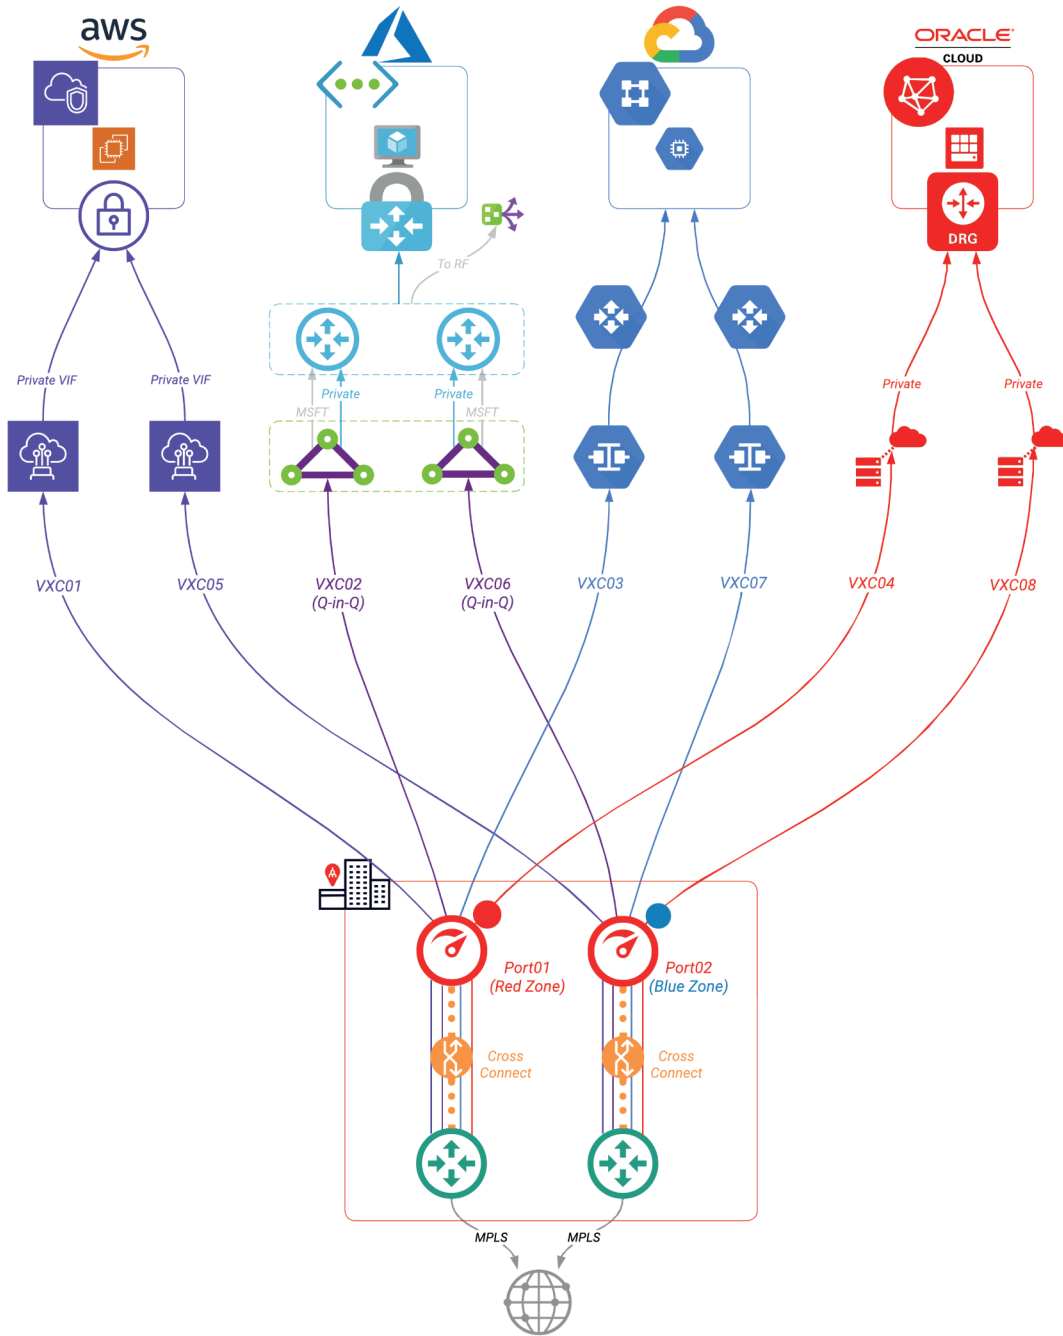 aws
ORACLE
CLOUD
DRG
To RF
Private VIF
Private VIF
Private
Private
MSFT
MSFT
Private
Private
VXC01
VXC05
VXC02
(Q-in-Q)
VXC06
(Q-in-Q)
VXC03
VXC07
VXC04
VXC08
Port01
(Red Zone)
Port02
(Blue Zone)
Cross
Connect
Cross
Connect
MPLS
MPLS